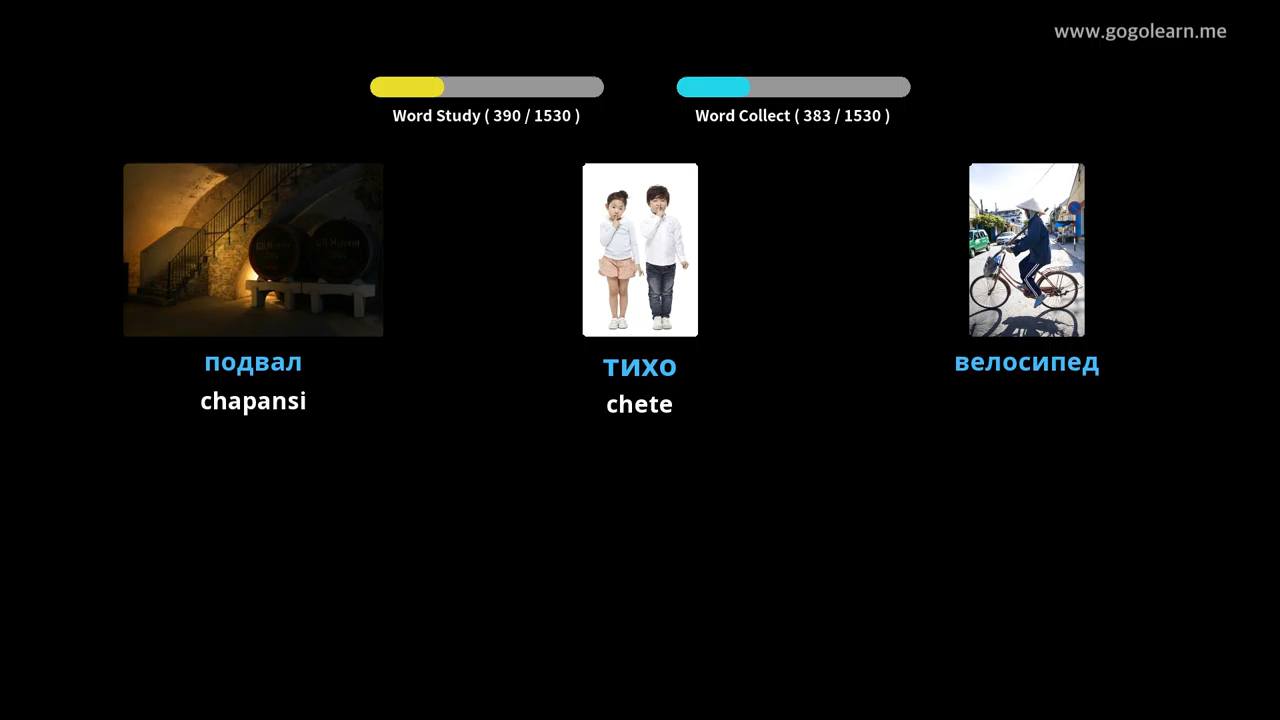 www.gogolearn.me
Word Study ( 390 / 1530 )
Word Collect ( 383 / 1530 )
подвал
тихо
велосипед
chapansi
chete